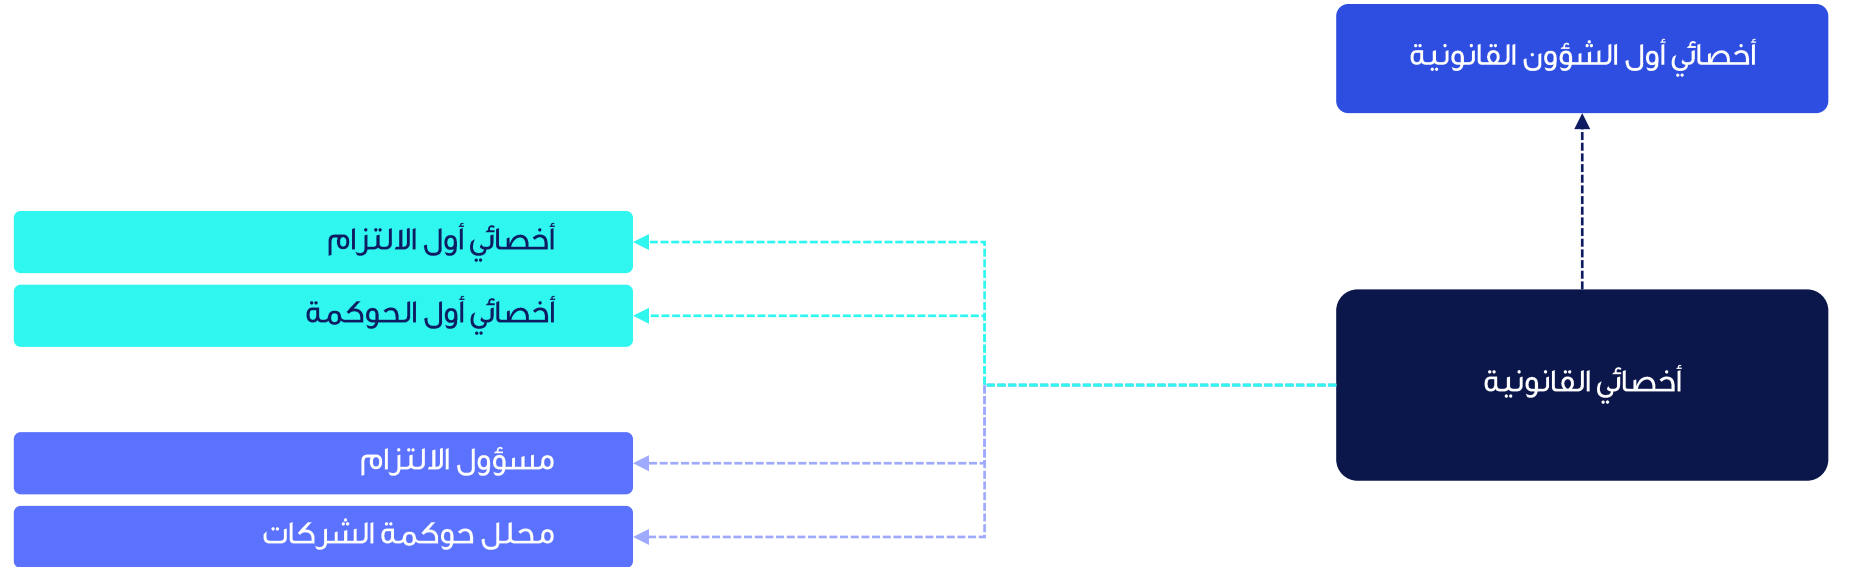 أخصائي أول الشؤون القانونية
أخصائي القانونية
أخصائي أول الالتزام
أخصائي أول الحوكمة
مسؤول الالتزام
محلل حوكمة الشركات